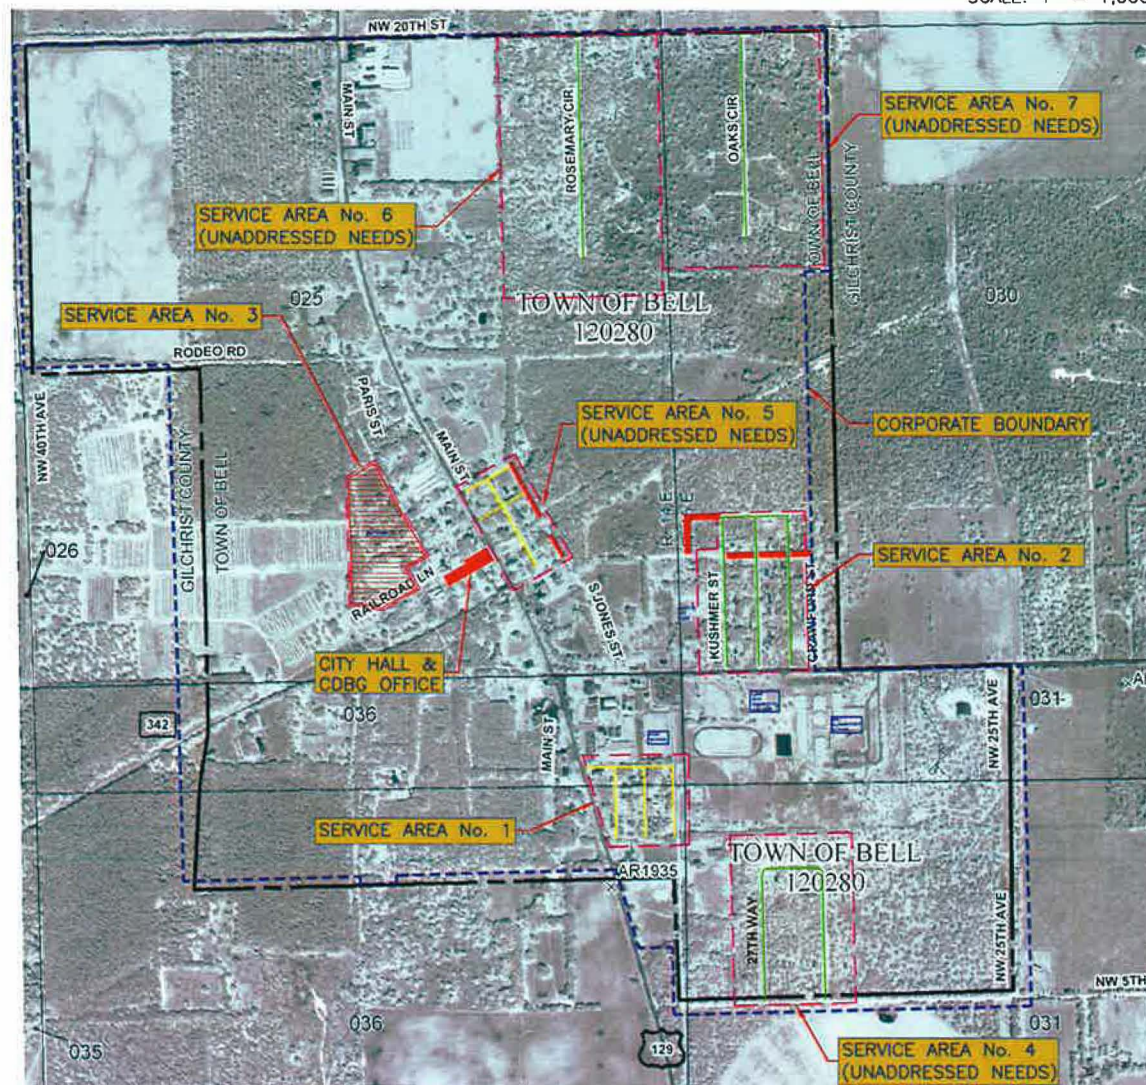 NW 20TH ST
MAIN ST
MAIN ST
ROSEMARY CIR
OAKS CIR
TOWN OF BELL
GILCHRIST COUNTY
SERVICE AREA No. 7
(UNADDRESSED NEEDS)
SERVICE AREA No. 6
(UNADDRESSED NEEDS)
025
TOWN OF BELL
120280
030
SERVICE AREA No. 3
RODEO RD
PARIS ST
MAIN ST
SERVICE AREA No. 5
(UNADDRESSED NEEDS)
CORPORATE BOUNDARY
NW 40TH AVE
GILCHRIST COUNTY
TOWN OF BELL
026
RAILROAD LN
S JONES ST
KUSHMER ST
CRAWFORD ST
SERVICE AREA No. 2
CITY HALL &
CDBG OFFICE
342
036
MAIN ST
031
NW 25TH AVE
SERVICE AREA No. 1
AR1935
TOWN OF BELL
120280
27TH WAY
NW 25TH AVE
NW 5TH
035
036
129
031
SERVICE AREA No. 4
(UNADDRESSED NEEDS)